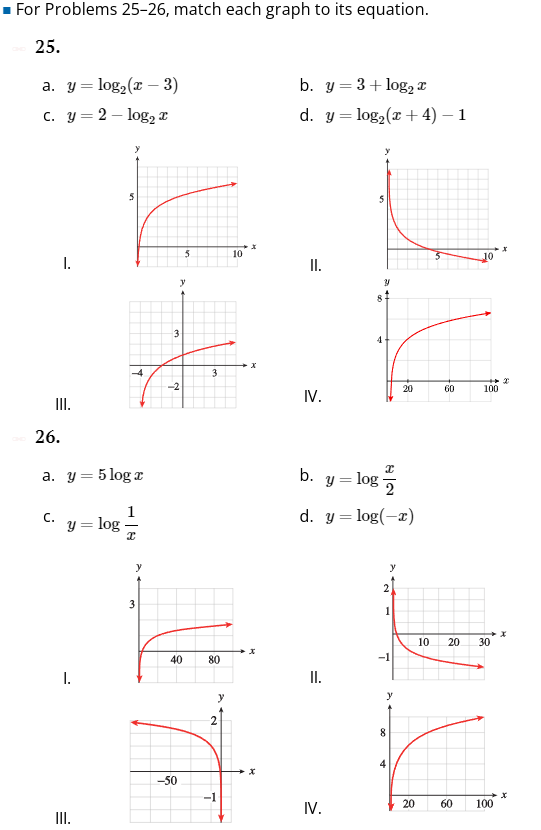 ■ For Problems 25–26, match each graph to its equation.
25.
a. y = log₂(x − 3)
b. y = 3 + log₂ x
c. y = 2 − log₂ x
d. y = log₂(x + 4) − 1
y
5
5
10
x
I.
y
5
5
10
x
II.
y
3
−4
3
x
−2
III.
y
8
4
20
60
100
x
IV.
26.
a. y = 5 log x
b. y = log x/2
c. y = log 1/x
d. y = log(−x)
y
3
40
80
x
I.
y
2
1
10
20
30
x
−1
II.
y
2
x
−50
−1
III.
y
8
4
20
60
100
x
IV.